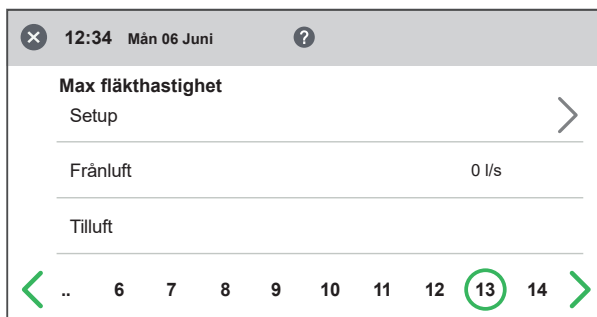 12:34 Mån 06 Juni ?
Max fläkthastighet
Setup
Frånluft 0 l/s
Tilluft
.. 6 7 8 9 10 11 12 13 14